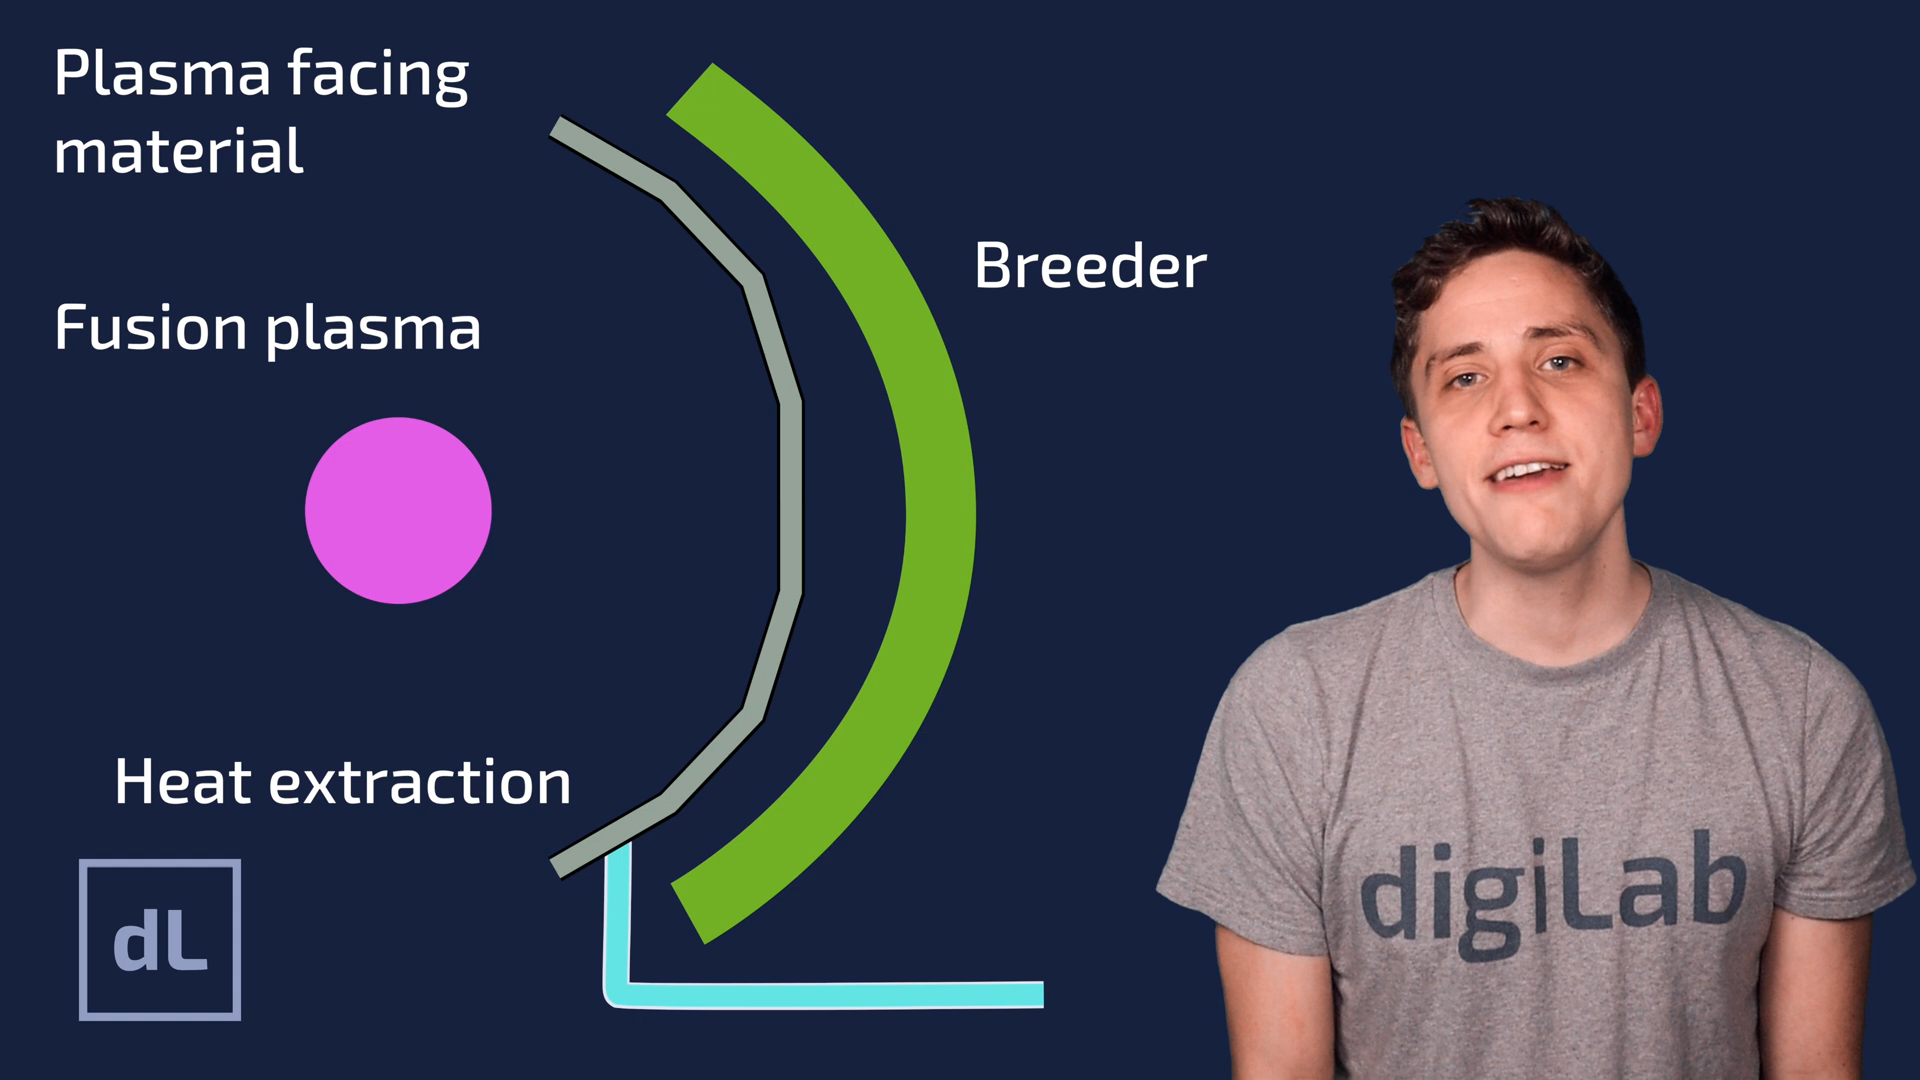 Plasma facing
material
Breeder
Fusion plasma
Heat extraction
digiLab
dL